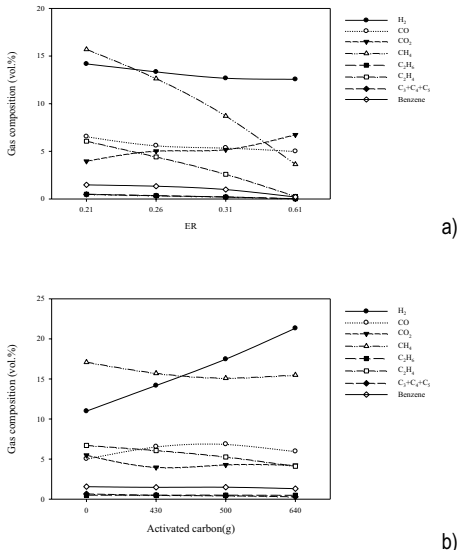 20
15
10
5
0
Gas composition (vol.%)
0.21 0.26 0.31 0.61
ER
H₂
CO
CO₂
CH₄
C₂H₆
C₂H₄
C₃+C₄+C₅
Benzene
a)
25
20
15
10
5
0
Gas composition (vol.%)
0 430 500 640
Activated carbon(g)
H₂
CO
CO₂
CH₄
C₂H₆
C₂H₄
C₃+C₄+C₅
Benzene
b)